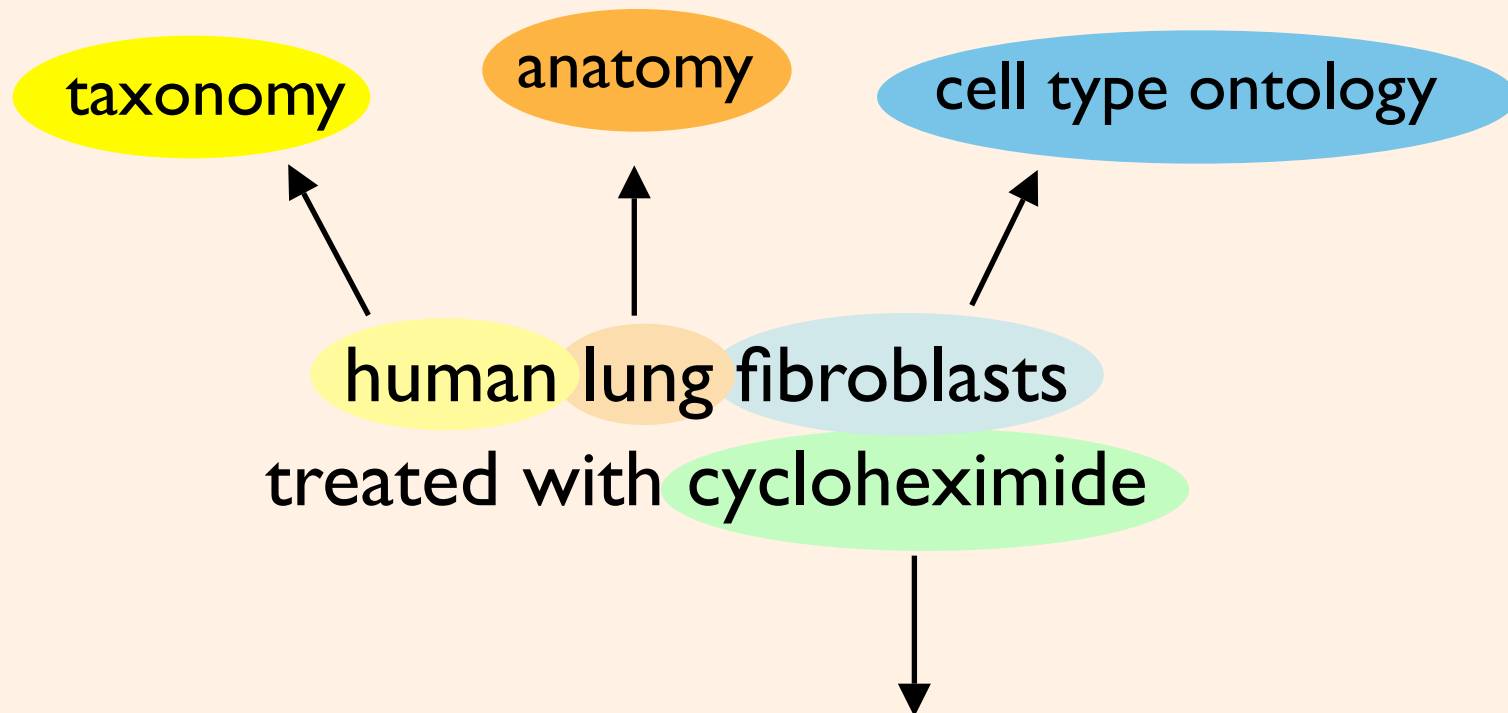 taxonomy
anatomy
cell type ontology
human lung fibroblasts
treated with cycloheximide